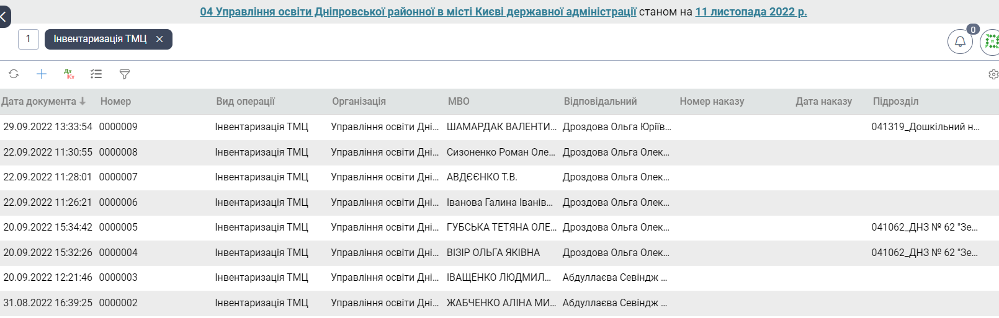 04 Управління освіти Дніпровської районної в місті Києві державної адміністрації станом на 11 листопада 2022 р.
1 Інвентаризація ТМЦ 0
Дт Кт
Дата документа Номер Вид операції Організація МВО Відповідальний Номер наказу Дата наказу Підрозділ
29.09.2022 13:33:54 0000009 Інвентаризація ТМЦ Управління освіти Дні... ШАМАРДАК ВАЛЕНТИ... Дроздова Ольга Юріїв... 041319_Дошкільний н...
22.09.2022 11:30:55 0000008 Інвентаризація ТМЦ Управління освіти Дні... Сизоненко Роман Оле... Дроздова Ольга Олек...
22.09.2022 11:28:01 0000007 Інвентаризація ТМЦ Управління освіти Дні... АВДЄЄНКО Т.В. Дроздова Ольга Олек...
22.09.2022 11:26:21 0000006 Інвентаризація ТМЦ Управління освіти Дні... Іванова Галина Іванів... Дроздова Ольга Олек...
20.09.2022 15:34:42 0000005 Інвентаризація ТМЦ Управління освіти Дні... ГУБСЬКА ТЕТЯНА ОЛЕ... Дроздова Ольга Олек... 041062_ДНЗ № 62 "Зе...
20.09.2022 15:32:26 0000004 Інвентаризація ТМЦ Управління освіти Дні... ВІЗІР ОЛЬГА ЯКІВНА Дроздова Ольга Олек... 041062_ДНЗ № 62 "Зе...
20.09.2022 12:21:46 0000003 Інвентаризація ТМЦ Управління освіти Дні... ІВАЩЕНКО ЛЮДМИЛ... Абдуллаєва Севіндж ...
31.08.2022 16:39:25 0000002 Інвентаризація ТМЦ Управління освіти Дні... ЖАБЧЕНКО АЛІНА МИ... Абдуллаєва Севіндж ...